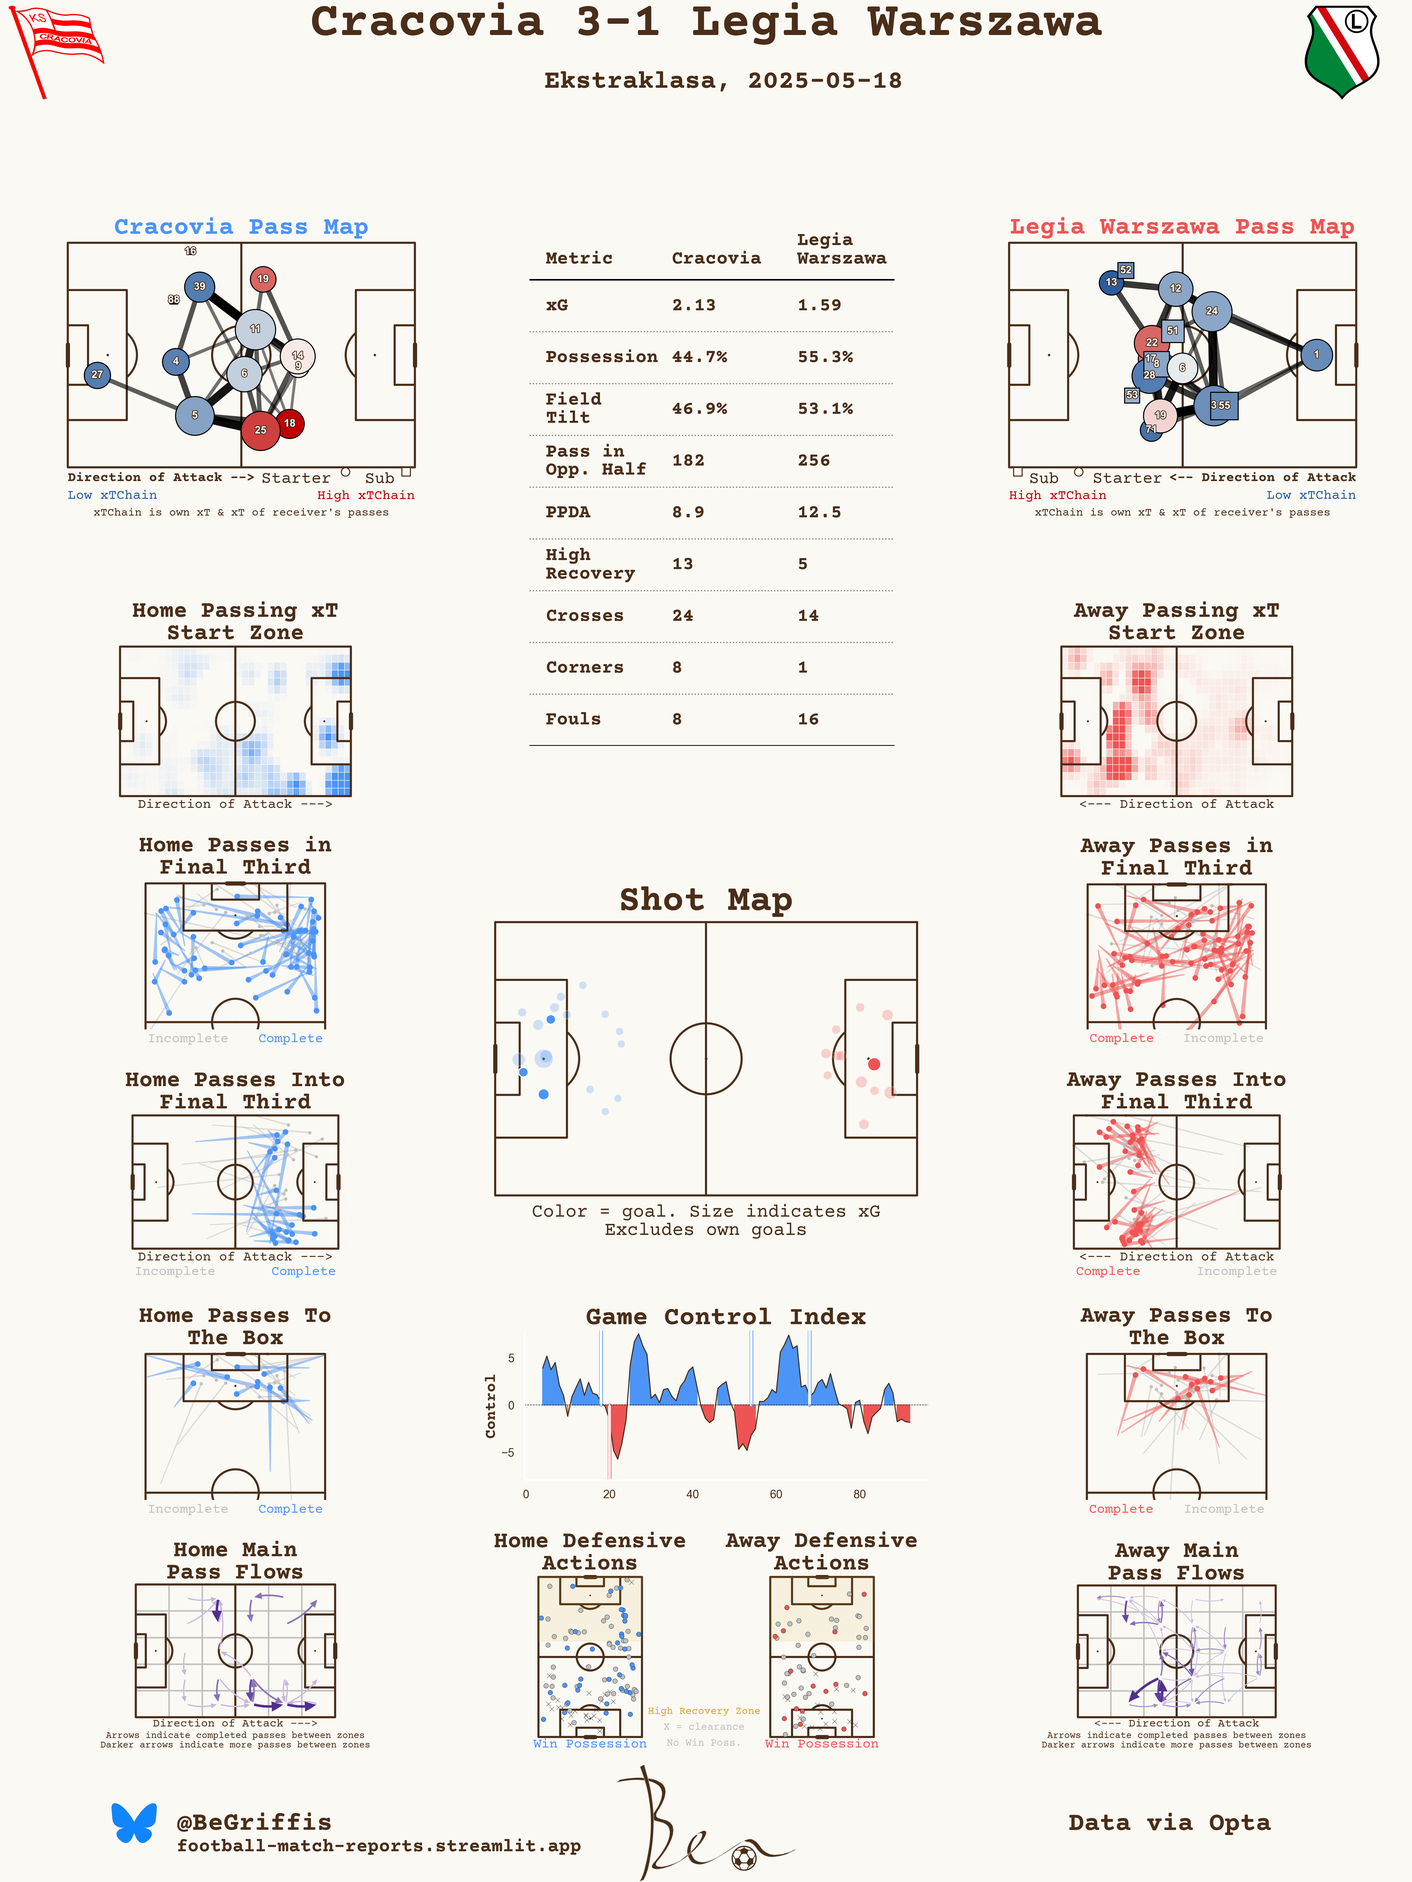 Cracovia 3-1 Legia Warszawa
Ekstraklasa, 2025-05-18
KS
CRACOVIA
L
Cracovia Pass Map
16
39
19
88
11
14
9
4
6
27
5
25
18
Direction of Attack --> Starter Sub
Low xTChain High xTChain
xTChain is own xT & xT of receiver's passes
Metric Cracovia Legia Warszawa
xG 2.13 1.59
Possession 44.7% 55.3%
Field Tilt 46.9% 53.1%
Pass in Opp. Half 182 256
PPDA 8.9 12.5
High Recovery 13 5
Crosses 24 14
Corners 8 1
Fouls 8 16
Legia Warszawa Pass Map
52
13
12
24
51
22
17
8
6
28
1
53
19
3
55
71
Sub Starter <-- Direction of Attack
High xTChain Low xTChain
xTChain is own xT & xT of receiver's passes
Home Passing xT
Start Zone
Direction of Attack --->
Away Passing xT
Start Zone
<--- Direction of Attack
Home Passes in
Final Third
Incomplete Complete
Away Passes in
Final Third
Complete Incomplete
Shot Map
Color = goal. Size indicates xG
Excludes own goals
Home Passes Into
Final Third
Direction of Attack --->
Incomplete Complete
Away Passes Into
Final Third
<--- Direction of Attack
Complete Incomplete
Home Passes To
The Box
Incomplete Complete
Game Control Index
Control
5
0
−5
0 20 40 60 80
Away Passes To
The Box
Complete Incomplete
Home Main
Pass Flows
Direction of Attack --->
Arrows indicate completed passes between zones
Darker arrows indicate more passes between zones
Home Defensive
Actions
Win Possession
Away Defensive
Actions
Win Possession
High Recovery Zone
X = clearance
No Win Poss.
Away Main
Pass Flows
<--- Direction of Attack
Arrows indicate completed passes between zones
Darker arrows indicate more passes between zones
@BeGriffis
football-match-reports.streamlit.app
Ben
Data via Opta